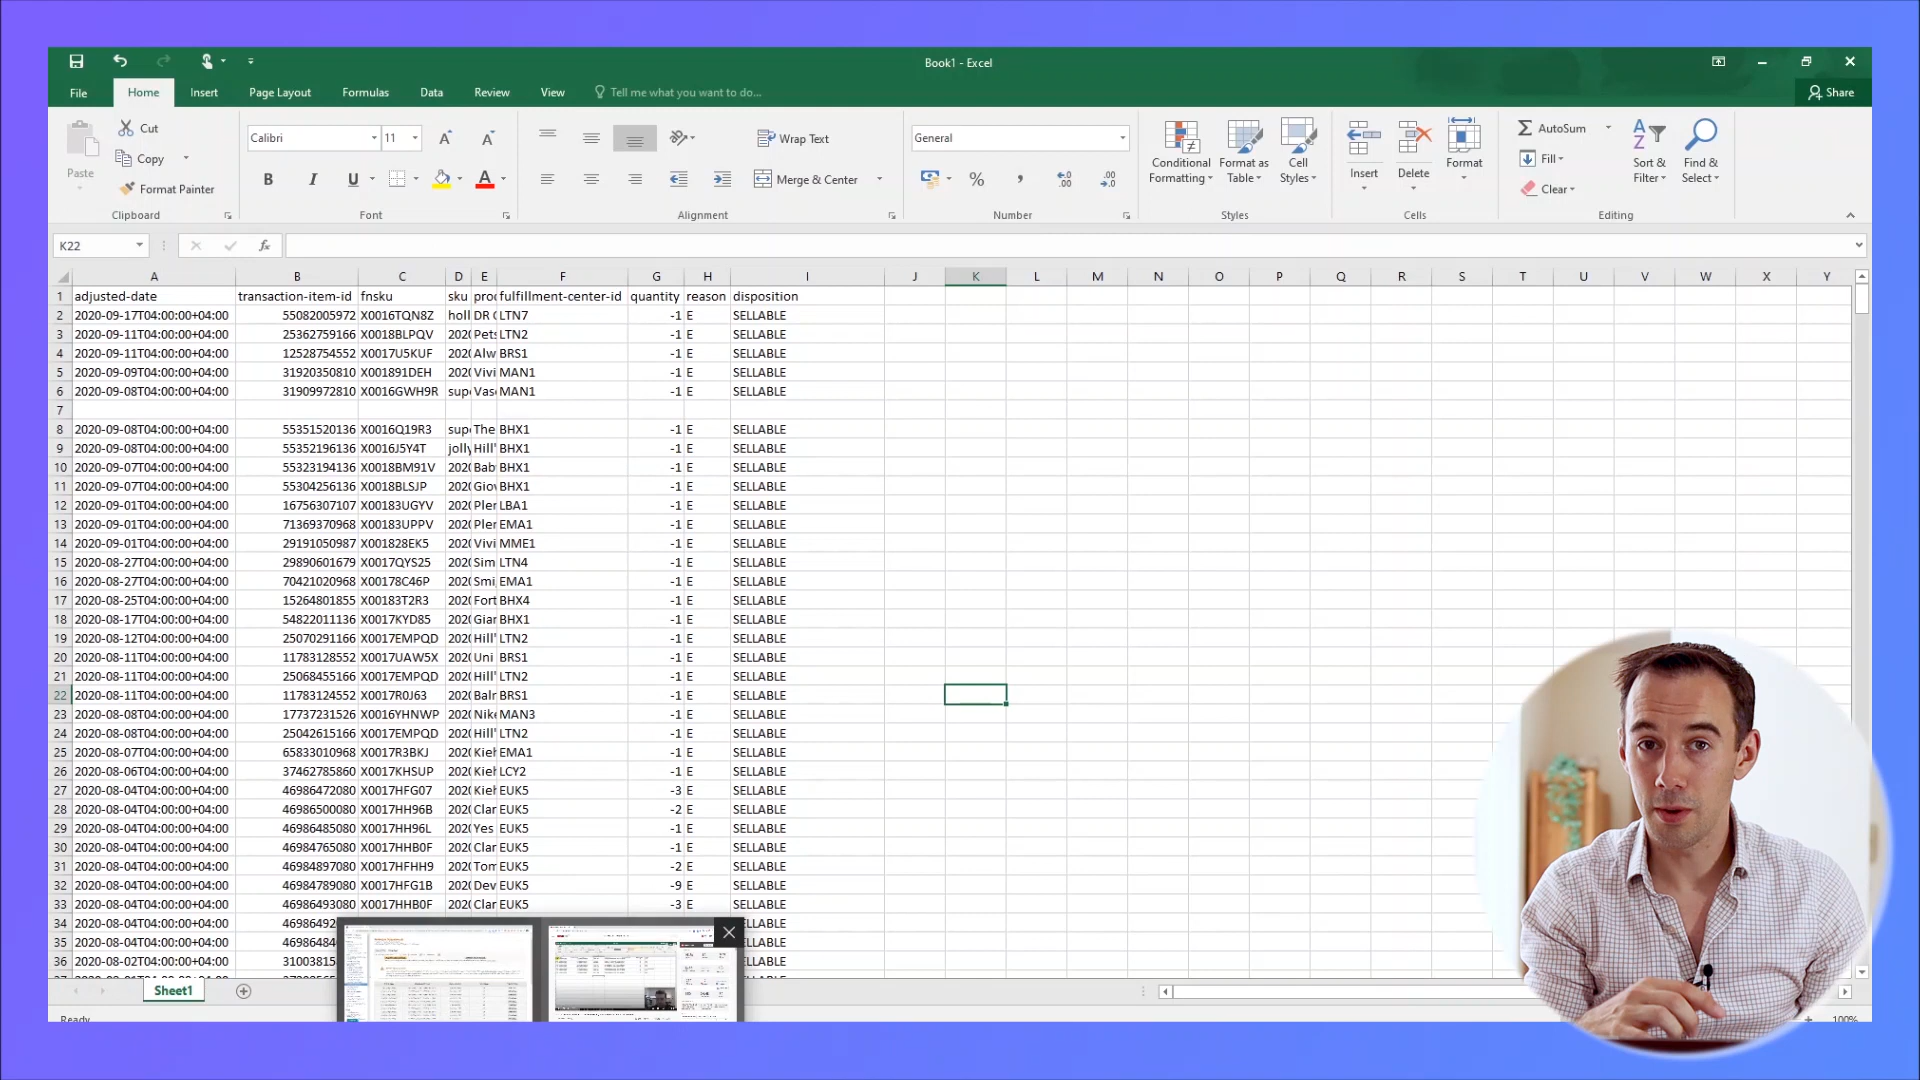 Book1 - Excel
File Home Insert Page Layout Formulas Data Review View Tell me what you want to do... Share
Paste
Cut
Copy
Format Painter
Clipboard
Calibri 11
B I U
Font
Wrap Text
Merge & Center
Alignment
General
Number
Conditional Formatting
Format as Table
Cell Styles
Styles
Insert Delete Format
Cells
AutoSum
Fill
Clear
Sort & Filter
Find & Select
Editing
K22 fx
A B C D E F G H I J K L M N O P Q R S T U V W X Y
1 adjusted-date transaction-item-id fnsku sku fulfillment-center-id quantity reason disposition
2 2020-09-17T04:00:00+04:00 55082005972 X0016TQN8Z holl DR LTN7 -1 E SELLABLE
3 2020-09-11T04:00:00+04:00 25362759166 X0018BLPQV 202 Pets LTN2 -1 E SELLABLE
4 2020-09-11T04:00:00+04:00 12528754552 X0017U5KUF 202 Alw BRS1 -1 E SELLABLE
5 2020-09-09T04:00:00+04:00 31920350810 X001891DEH 202 Vivi MAN1 -1 E SELLABLE
6 2020-09-08T04:00:00+04:00 31909972810 X0016GWH9R sup Vas MAN1 -1 E SELLABLE
7
8 2020-09-08T04:00:00+04:00 55351520136 X0016Q19R3 sup The BHX1 -1 E SELLABLE
9 2020-09-08T04:00:00+04:00 55352196136 X0016J5Y4T jolly Hill' BHX1 -1 E SELLABLE
10 2020-09-07T04:00:00+04:00 55323194136 X0018BM91V 202 Bab BHX1 -1 E SELLABLE
11 2020-09-07T04:00:00+04:00 55304256136 X0018BLSJP 202 Gio BHX1 -1 E SELLABLE
12 2020-09-01T04:00:00+04:00 16756307107 X00183UGYV 202 Pler LBA1 -1 E SELLABLE
13 2020-09-01T04:00:00+04:00 71369370968 X00183UPPV 202 Pler EMA1 -1 E SELLABLE
14 2020-09-01T04:00:00+04:00 29191050987 X001828EK5 202 Vivi MME1 -1 E SELLABLE
15 2020-08-27T04:00:00+04:00 29890601679 X0017QYS25 202 Sim LTN4 -1 E SELLABLE
16 2020-08-27T04:00:00+04:00 70421020968 X00178C46P 202 Smi EMA1 -1 E SELLABLE
17 2020-08-25T04:00:00+04:00 15264801855 X00183T2R3 202 Fort BHX4 -1 E SELLABLE
18 2020-08-17T04:00:00+04:00 54822011136 X0017KYD85 202 Giar BHX1 -1 E SELLABLE
19 2020-08-12T04:00:00+04:00 25070291166 X0017EMPQD 202 Hill' LTN2 -1 E SELLABLE
20 2020-08-11T04:00:00+04:00 11783128552 X0017UAW5X 202 Uni BRS1 -1 E SELLABLE
21 2020-08-11T04:00:00+04:00 25068455166 X0017EMPQD 202 Hill' LTN2 -1 E SELLABLE
22 2020-08-11T04:00:00+04:00 11783124552 X0017R0J63 202 Balr BRS1 -1 E SELLABLE
23 2020-08-08T04:00:00+04:00 17737231526 X0016YHNWP 202 Nike MAN3 -1 E SELLABLE
24 2020-08-08T04:00:00+04:00 25042615166 X0017EMPQD 202 Hill' LTN2 -1 E SELLABLE
25 2020-08-07T04:00:00+04:00 65833010968 X0017R3BKJ 202 Kieh EMA1 -1 E SELLABLE
26 2020-08-06T04:00:00+04:00 37462785860 X0017KHSUP 202 Kieh LCY2 -1 E SELLABLE
27 2020-08-04T04:00:00+04:00 46986472080 X0017HFG07 202 Kieh EUK5 -3 E SELLABLE
28 2020-08-04T04:00:00+04:00 46986500080 X0017HH96B 202 Clar EUK5 -2 E SELLABLE
29 2020-08-04T04:00:00+04:00 46986485080 X0017HH96L 202 Yes EUK5 -1 E SELLABLE
30 2020-08-04T04:00:00+04:00 46984765080 X0017HHB0F 202 Clar EUK5 -1 E SELLABLE
31 2020-08-04T04:00:00+04:00 46984897080 X0017HFHH9 202 Tom EUK5 -2 E SELLABLE
32 2020-08-04T04:00:00+04:00 46984789080 X0017HFG1B 202 Dev EUK5 -9 E SELLABLE
33 2020-08-04T04:00:00+04:00 46986493080 X0017HHB0F 202 Clar EUK5 -3 E SELLABLE
34 2020-08-04T04:00:00+04:00 4698649 ELLABLE
35 2020-08-04T04:00:00+04:00 4698648 ELLABLE
36 2020-08-02T04:00:00+04:00 3100381 ELLABLE
Sheet1
Ready 100%